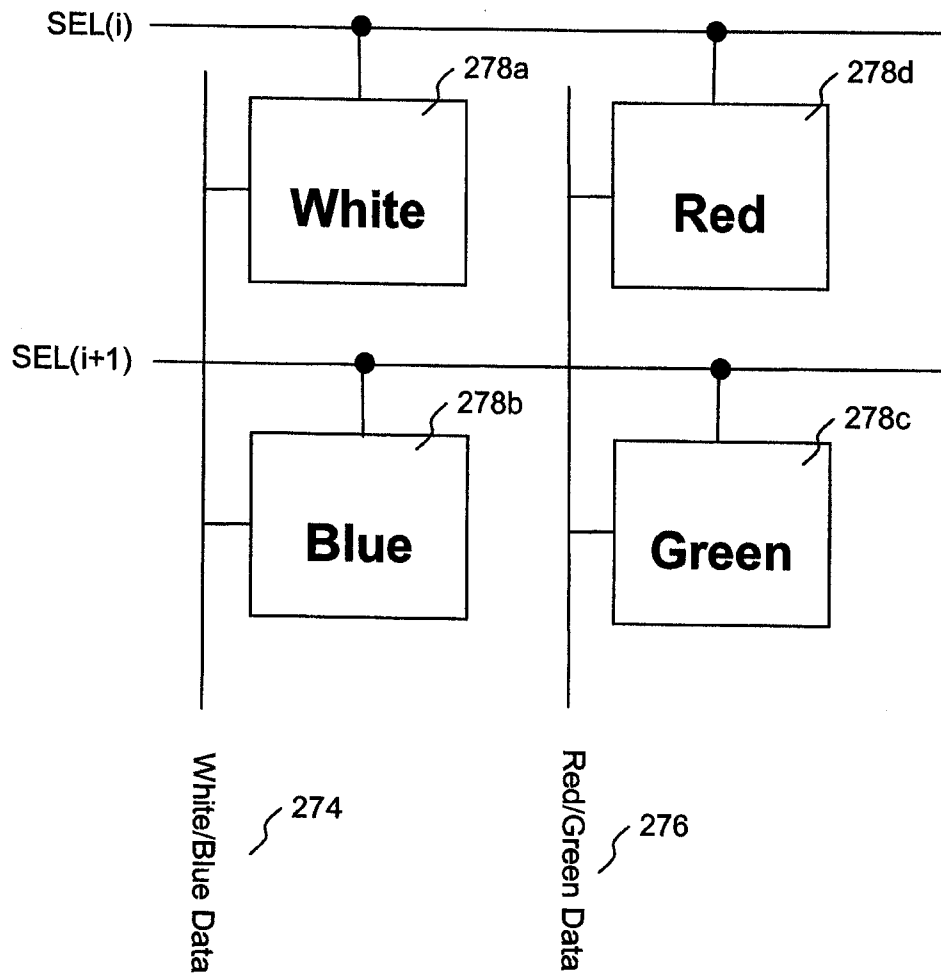 SEL(i)
278a
278d
White
Red
SEL(i+1)
278b
278c
Blue
Green
White/Blue Data
274
Red/Green Data
276